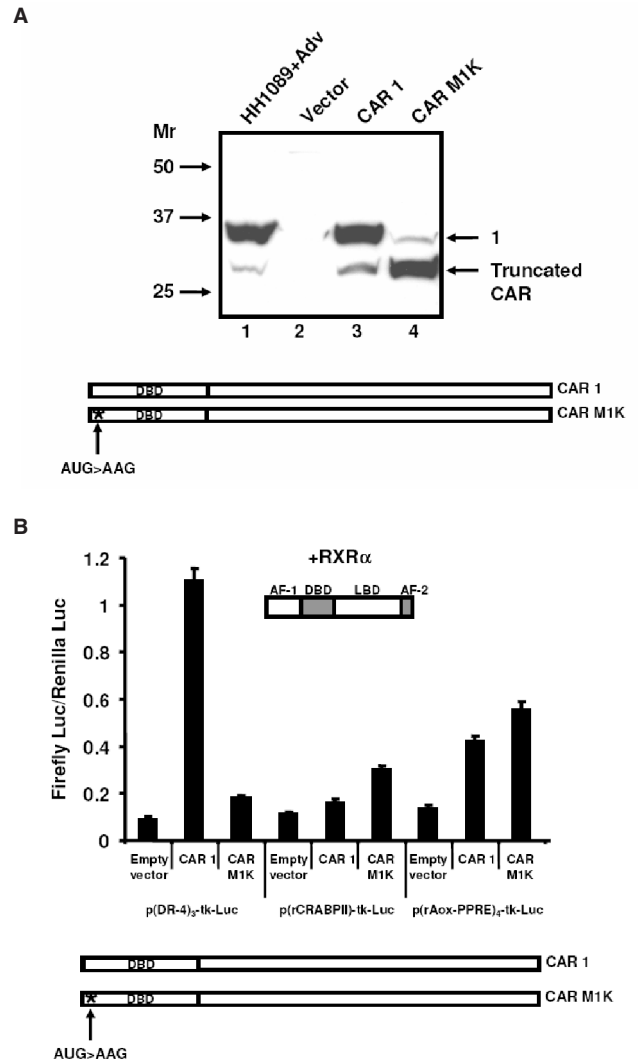 A
HH1089+Adv
Vector
CAR 1
CAR M1K
Mr
50
37
25
1
Truncated
CAR
1 2 3 4
DBD CAR 1
* DBD CAR M1K
AUG>AAG
B
+RXRα
AF-1 DBD LBD AF-2
Firefly Luc/Renilla Luc
1.2
1
0.8
0.6
0.4
0.2
0
Empty vector
CAR 1
CAR M1K
Empty vector
CAR 1
CAR M1K
Empty vector
CAR 1
CAR M1K
p(DR-4)₃-tk-Luc
p(rCRABPII)-tk-Luc
p(rAox-PPRE)₄-tk-Luc
DBD CAR 1
* DBD CAR M1K
AUG>AAG